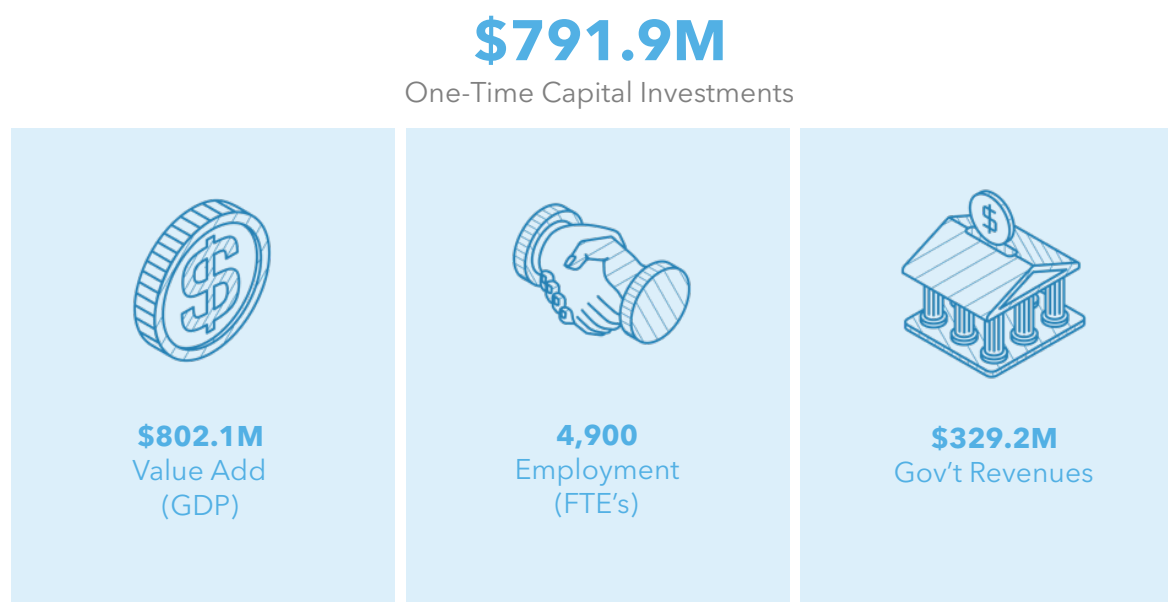 $791.9M
One-Time Capital Investments
$802.1M
Value Add
(GDP)
4,900
Employment
(FTE's)
$329.2M
Gov't Revenues